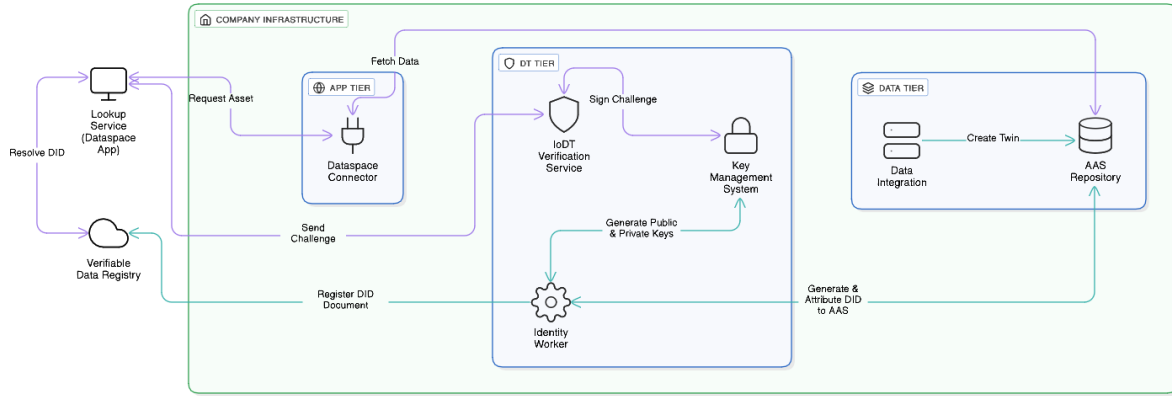 COMPANY INFRASTRUCTURE
Fetch Data
DT TIER
APP TIER
DATA TIER
Request Asset
Sign Challenge
Lookup
Service
(Dataspace
App)
Resolve DID
Dataspace
Connector
IoDT
Verification
Service
Key
Management
System
Create Twin
Data
Integration
AAS
Repository
Send
Challenge
Generate Public
& Private Keys
Verifiable
Data Registry
Register DID
Document
Generate &
Attribute DID
to AAS
Identity
Worker